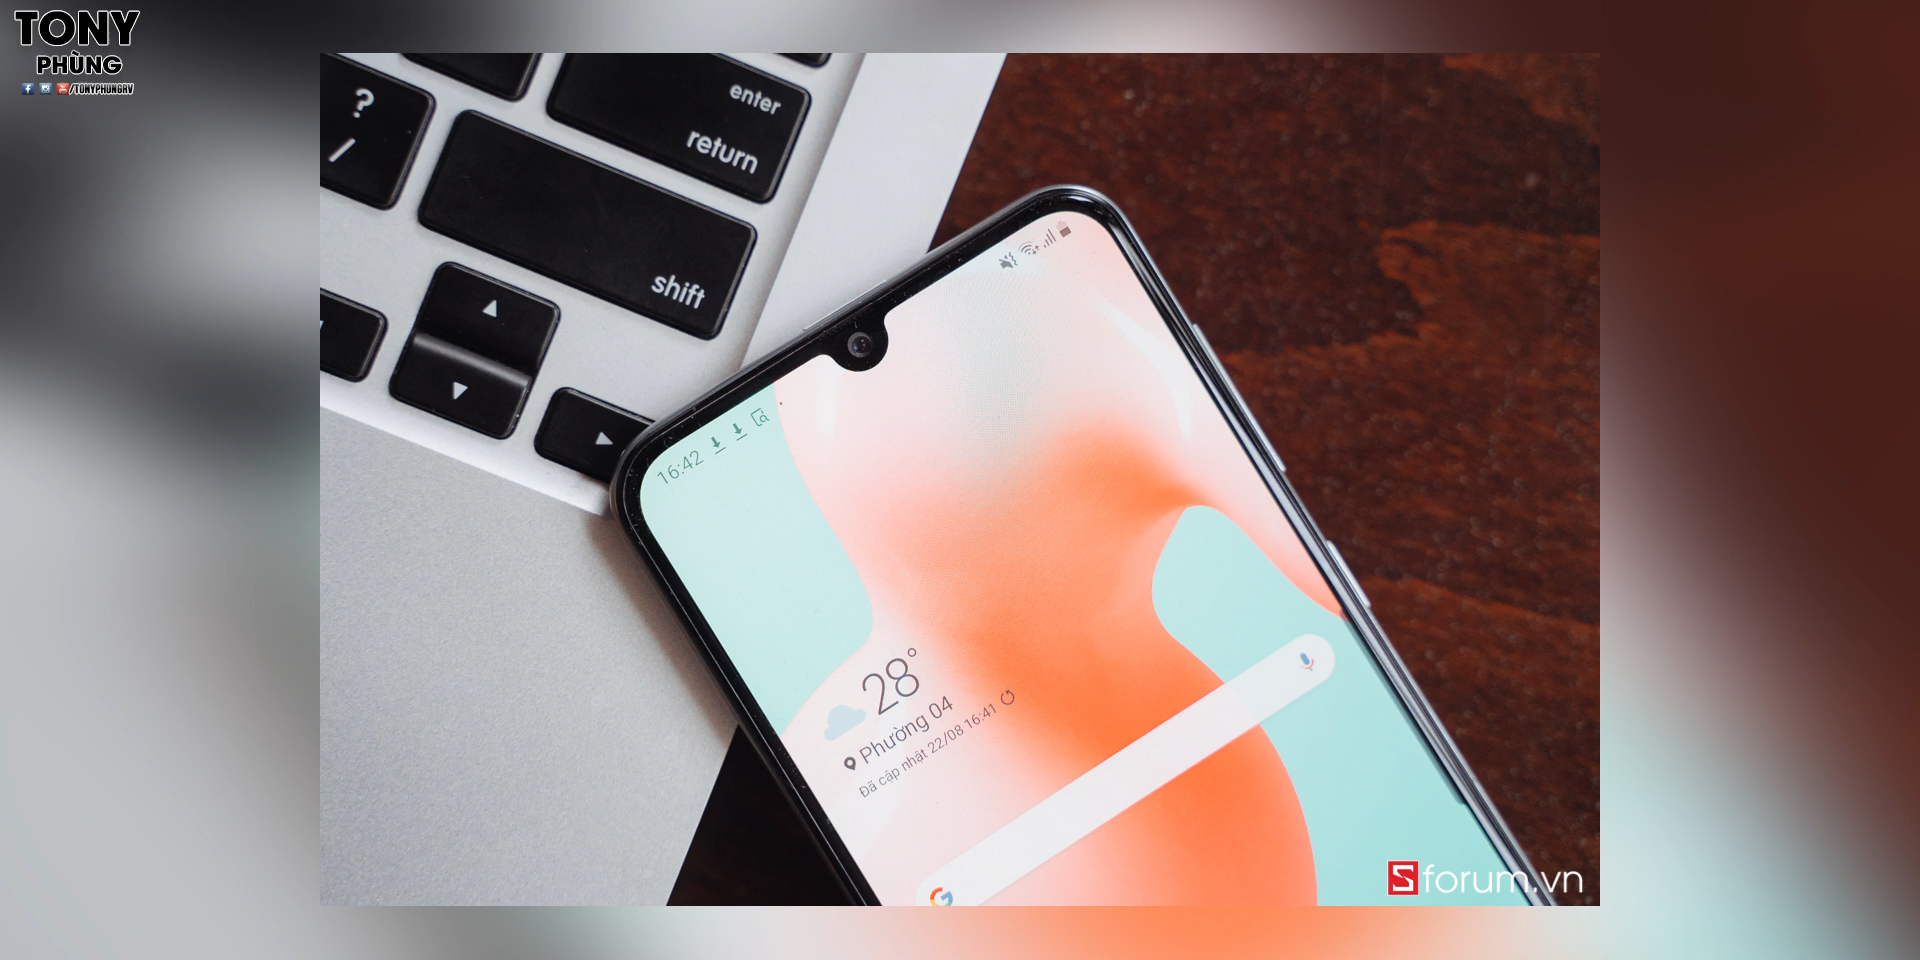 TONY
PHÙNG
/TONYPHUNGRV
enter
return
?
/
shift
16:42
28°
Phường 04
Đã cập nhật 22/08 16:41
G
Sforum.vn